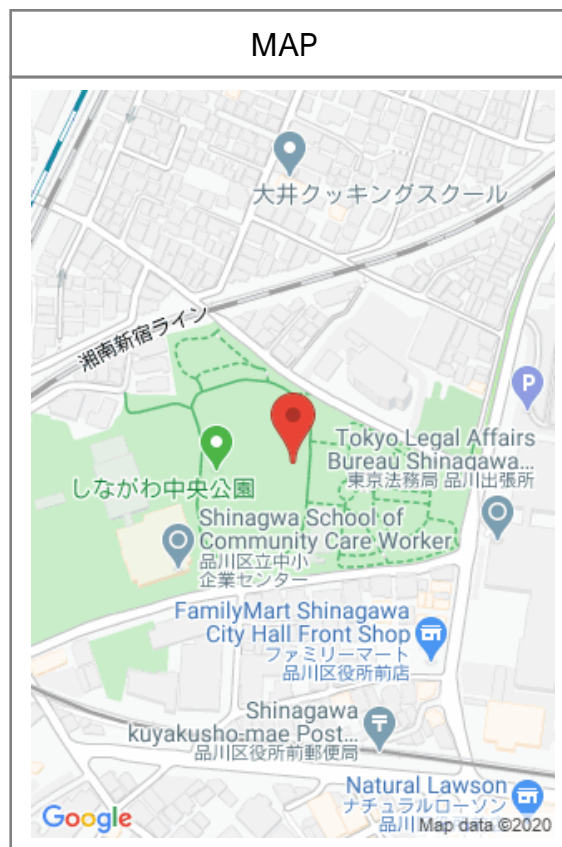 MAP
大井クッキングスクール
湘南新宿ライン
P
しながわ中央公園
Tokyo Legal Affairs
Bureau Shinagawa...
東京法務局 品川出張所
Shinagwa School of
Community Care Worker
品川区立中小
企業センター
FamilyMart Shinagawa
City Hall Front Shop
ファミリーマート
品川区役所前店
Shinagawa
kuyakusho-mae Post...
品川区役所前郵便局
〒
Natural Lawson
ナチュラルローソン
Google
Map data ©2020